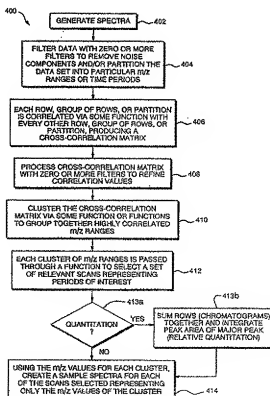 400
GENERATE SPECTRA
402
FILTER DATA WITH ZERO OR MORE
FILTERS TO REMOVE NOISE
COMPONENTS AND/OR PARTITION THE
DATA SET INTO PARTICULAR m/z
RANGES OR TIME PERIODS
404
EACH ROW, GROUP OF ROWS, OR PARTITION
IS CORRELATED VIA SOME FUNCTION WITH
EVERY OTHER ROW, GROUP OF ROWS, OR
PARTITION, PRODUCING A
CROSS-CORRELATION MATRIX
406
PROCESS CROSS-CORRELATION MATRIX
WITH ZERO OR MORE FILTERS TO REFINE
CORRELATION VALUES
408
CLUSTER THE CROSS-CORRELATION
MATRIX VIA SOME FUNCTION OR FUNCTIONS
TO GROUP TOGETHER HIGHLY CORRELATED
m/z RANGES
410
EACH CLUSTER OF m/z RANGES IS PASSED
THROUGH A FUNCTION TO SELECT A SET
OF RELEVANT SCANS REPRESENTING
PERIODS OF INTEREST
412
413a
QUANTITATION
?
YES
NO
413b
SUM ROWS (CHROMATOGRAMS)
TOGETHER AND INTEGRATE
PEAK AREA OF MAJOR PEAK
(RELATIVE QUANTITATION)
USING THE m/z VALUES FOR EACH CLUSTER,
CREATE A SAMPLE SPECTRA FOR EACH
OF THE SCANS SELECTED REPRESENTING
ONLY THE m/z VALUES OF THE CLUSTER
414